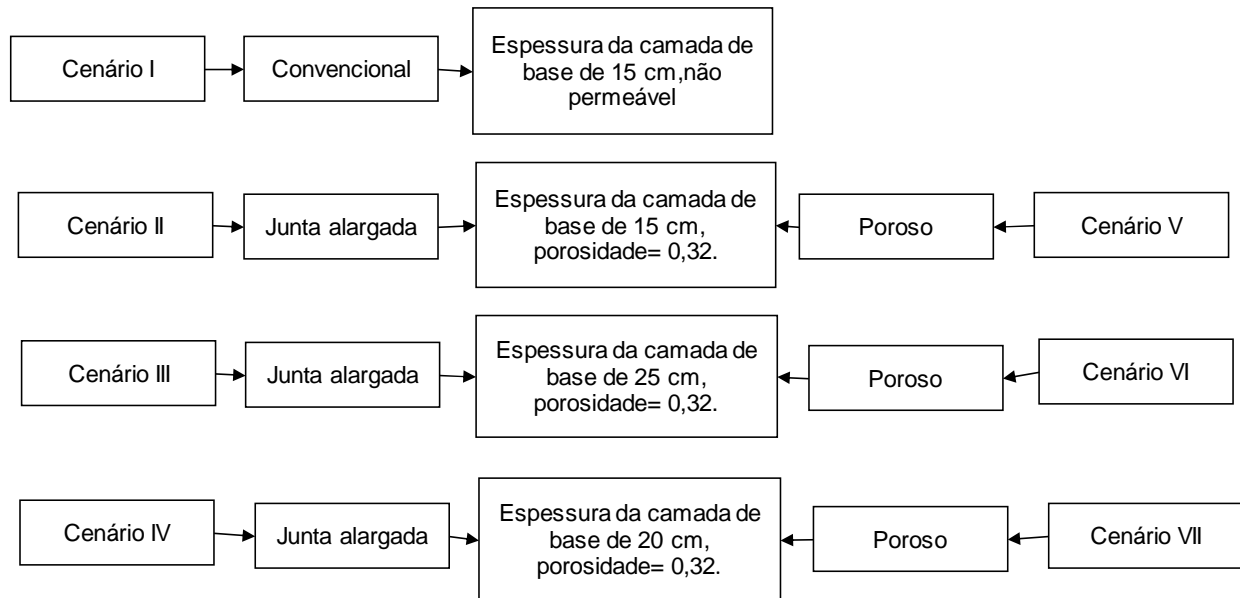 Cenário I
Convencional
Espessura da camada de
base de 15 cm,não
permeável
Cenário II
Junta alargada
Espessura da camada de
base de 15 cm,
porosidade= 0,32.
Poroso
Cenário V
Cenário III
Junta alargada
Espessura da camada de
base de 25 cm,
porosidade= 0,32.
Poroso
Cenário VI
Cenário IV
Junta alargada
Espessura da camada de
base de 20 cm,
porosidade= 0,32.
Poroso
Cenário VII